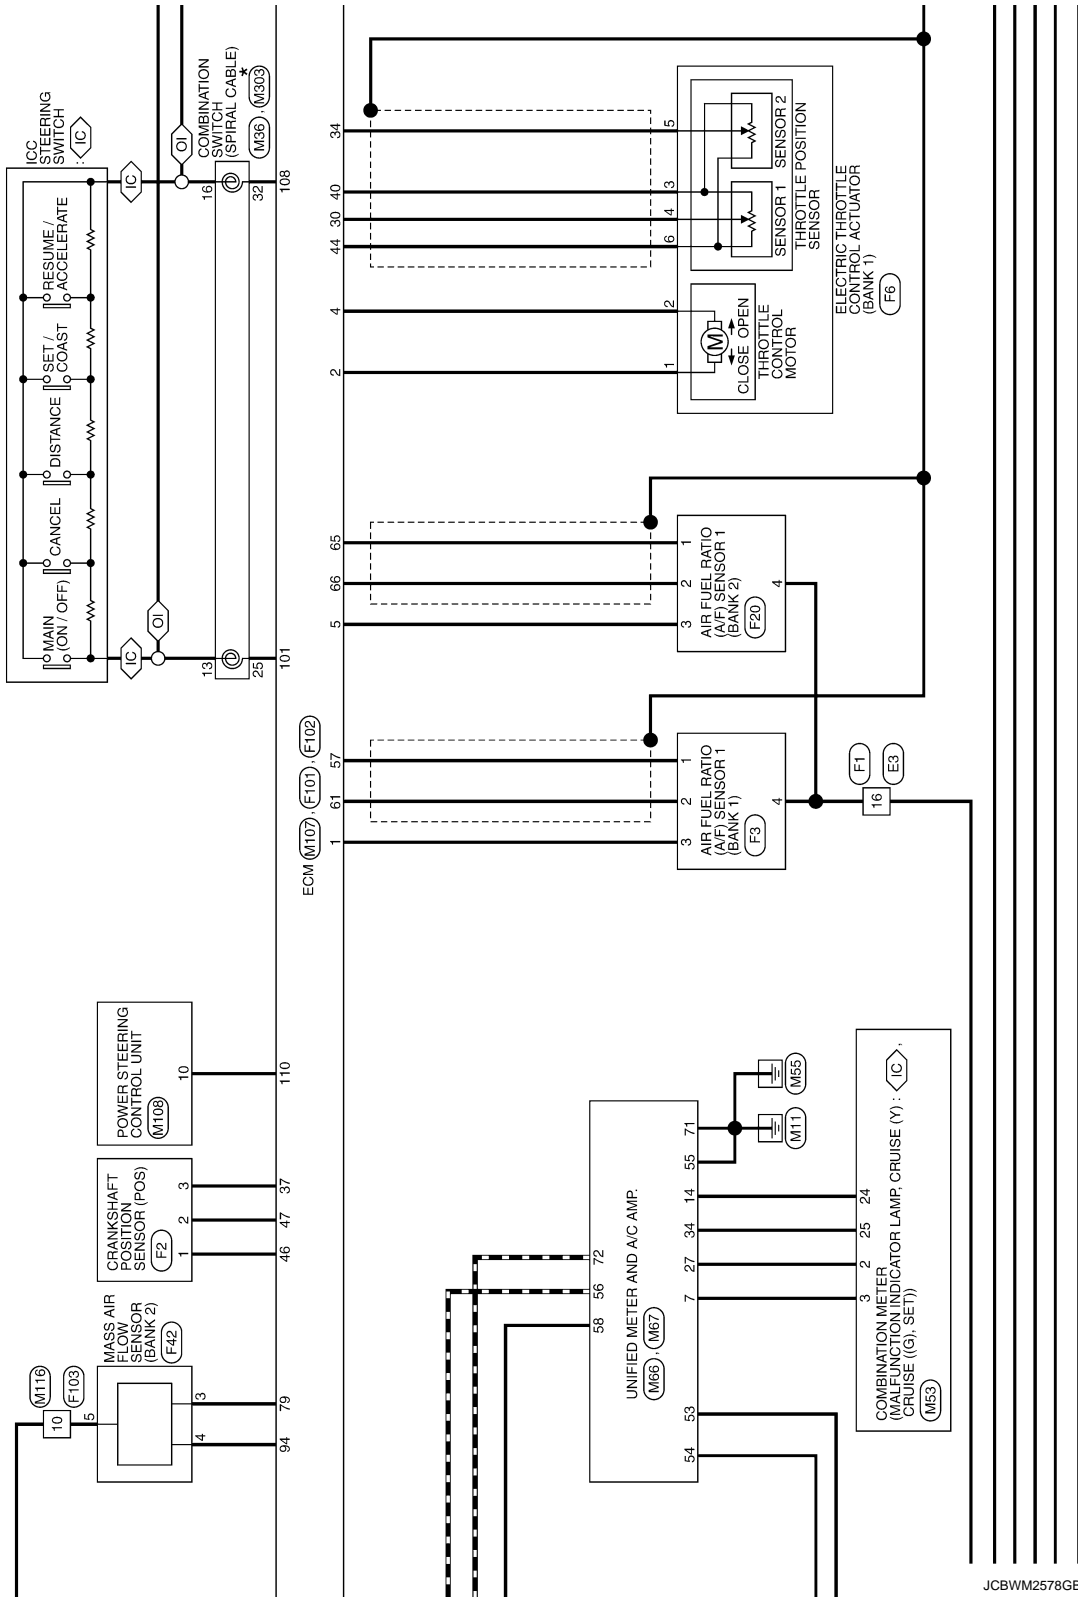 ICC
STEERING
SWITCH
: IC
RESUME /
ACCELERATE
SET /
COAST
DISTANCE
CANCEL
MAIN
(ON / OFF)
IC
OI
IC
OI
COMBINATION
SWITCH
(SPIRAL CABLE)
*
M36 , M303
16
32
108
13
25
101
34
40
30
44
4
2
5
3
4
6
2
1
SENSOR 2
SENSOR 1
THROTTLE POSITION
SENSOR
CLOSE OPEN
M
THROTTLE
CONTROL
MOTOR
ELECTRIC THROTTLE
CONTROL ACTUATOR
(BANK 1)
F6
65
66
5
1
2
3
4
AIR FUEL RATIO
(A/F) SENSOR 1
(BANK 2)
F20
ECM M107 , F101 , F102
57
61
1
1
2
3
4
AIR FUEL RATIO
(A/F) SENSOR 1
(BANK 1)
F3
F1
16
E3
POWER STEERING
CONTROL UNIT
M108
10
110
CRANKSHAFT
POSITION
SENSOR (POS)
F2
3
2
1
37
47
46
MASS AIR
FLOW
SENSOR
(BANK 2)
F42
M116
10
F103
5
3
4
79
94
72
56
58
UNIFIED METER AND A/C AMP.
M66 , M67
71
55
14
34
27
7
53
54
M55
M11
24
25
2
3
COMBINATION METER
(MALFUNCTION INDICATOR LAMP, CRUISE (Y) : IC ,
CRUISE ((G), SET))
M53
JCBWM2578GE